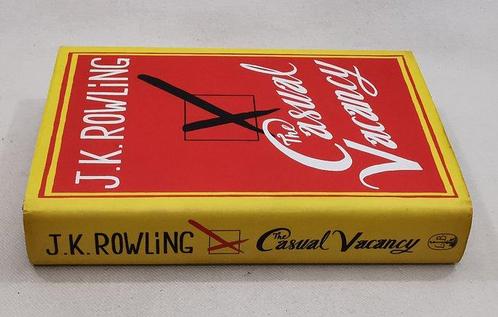 J.K. ROWLING
The
Casual
Vacancy
J.K. ROWLING The Casual Vacancy